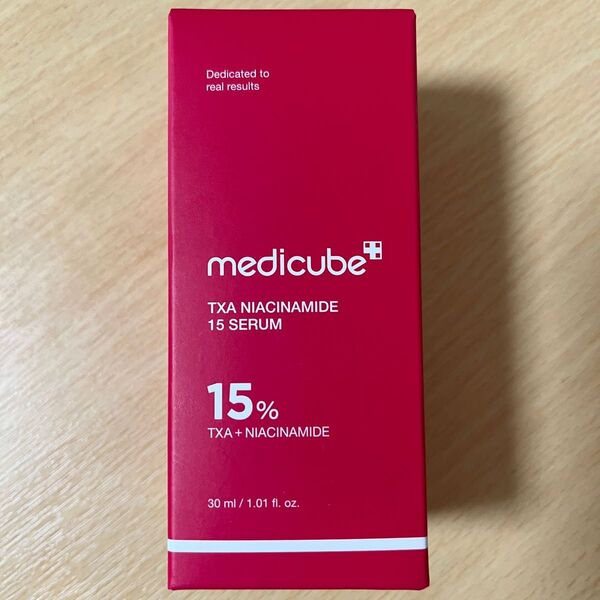 Dedicated to
real results
medicube
TXA NIACINAMIDE
15 SERUM
15%
TXA + NIACINAMIDE
30 ml / 1.01 fl. oz.